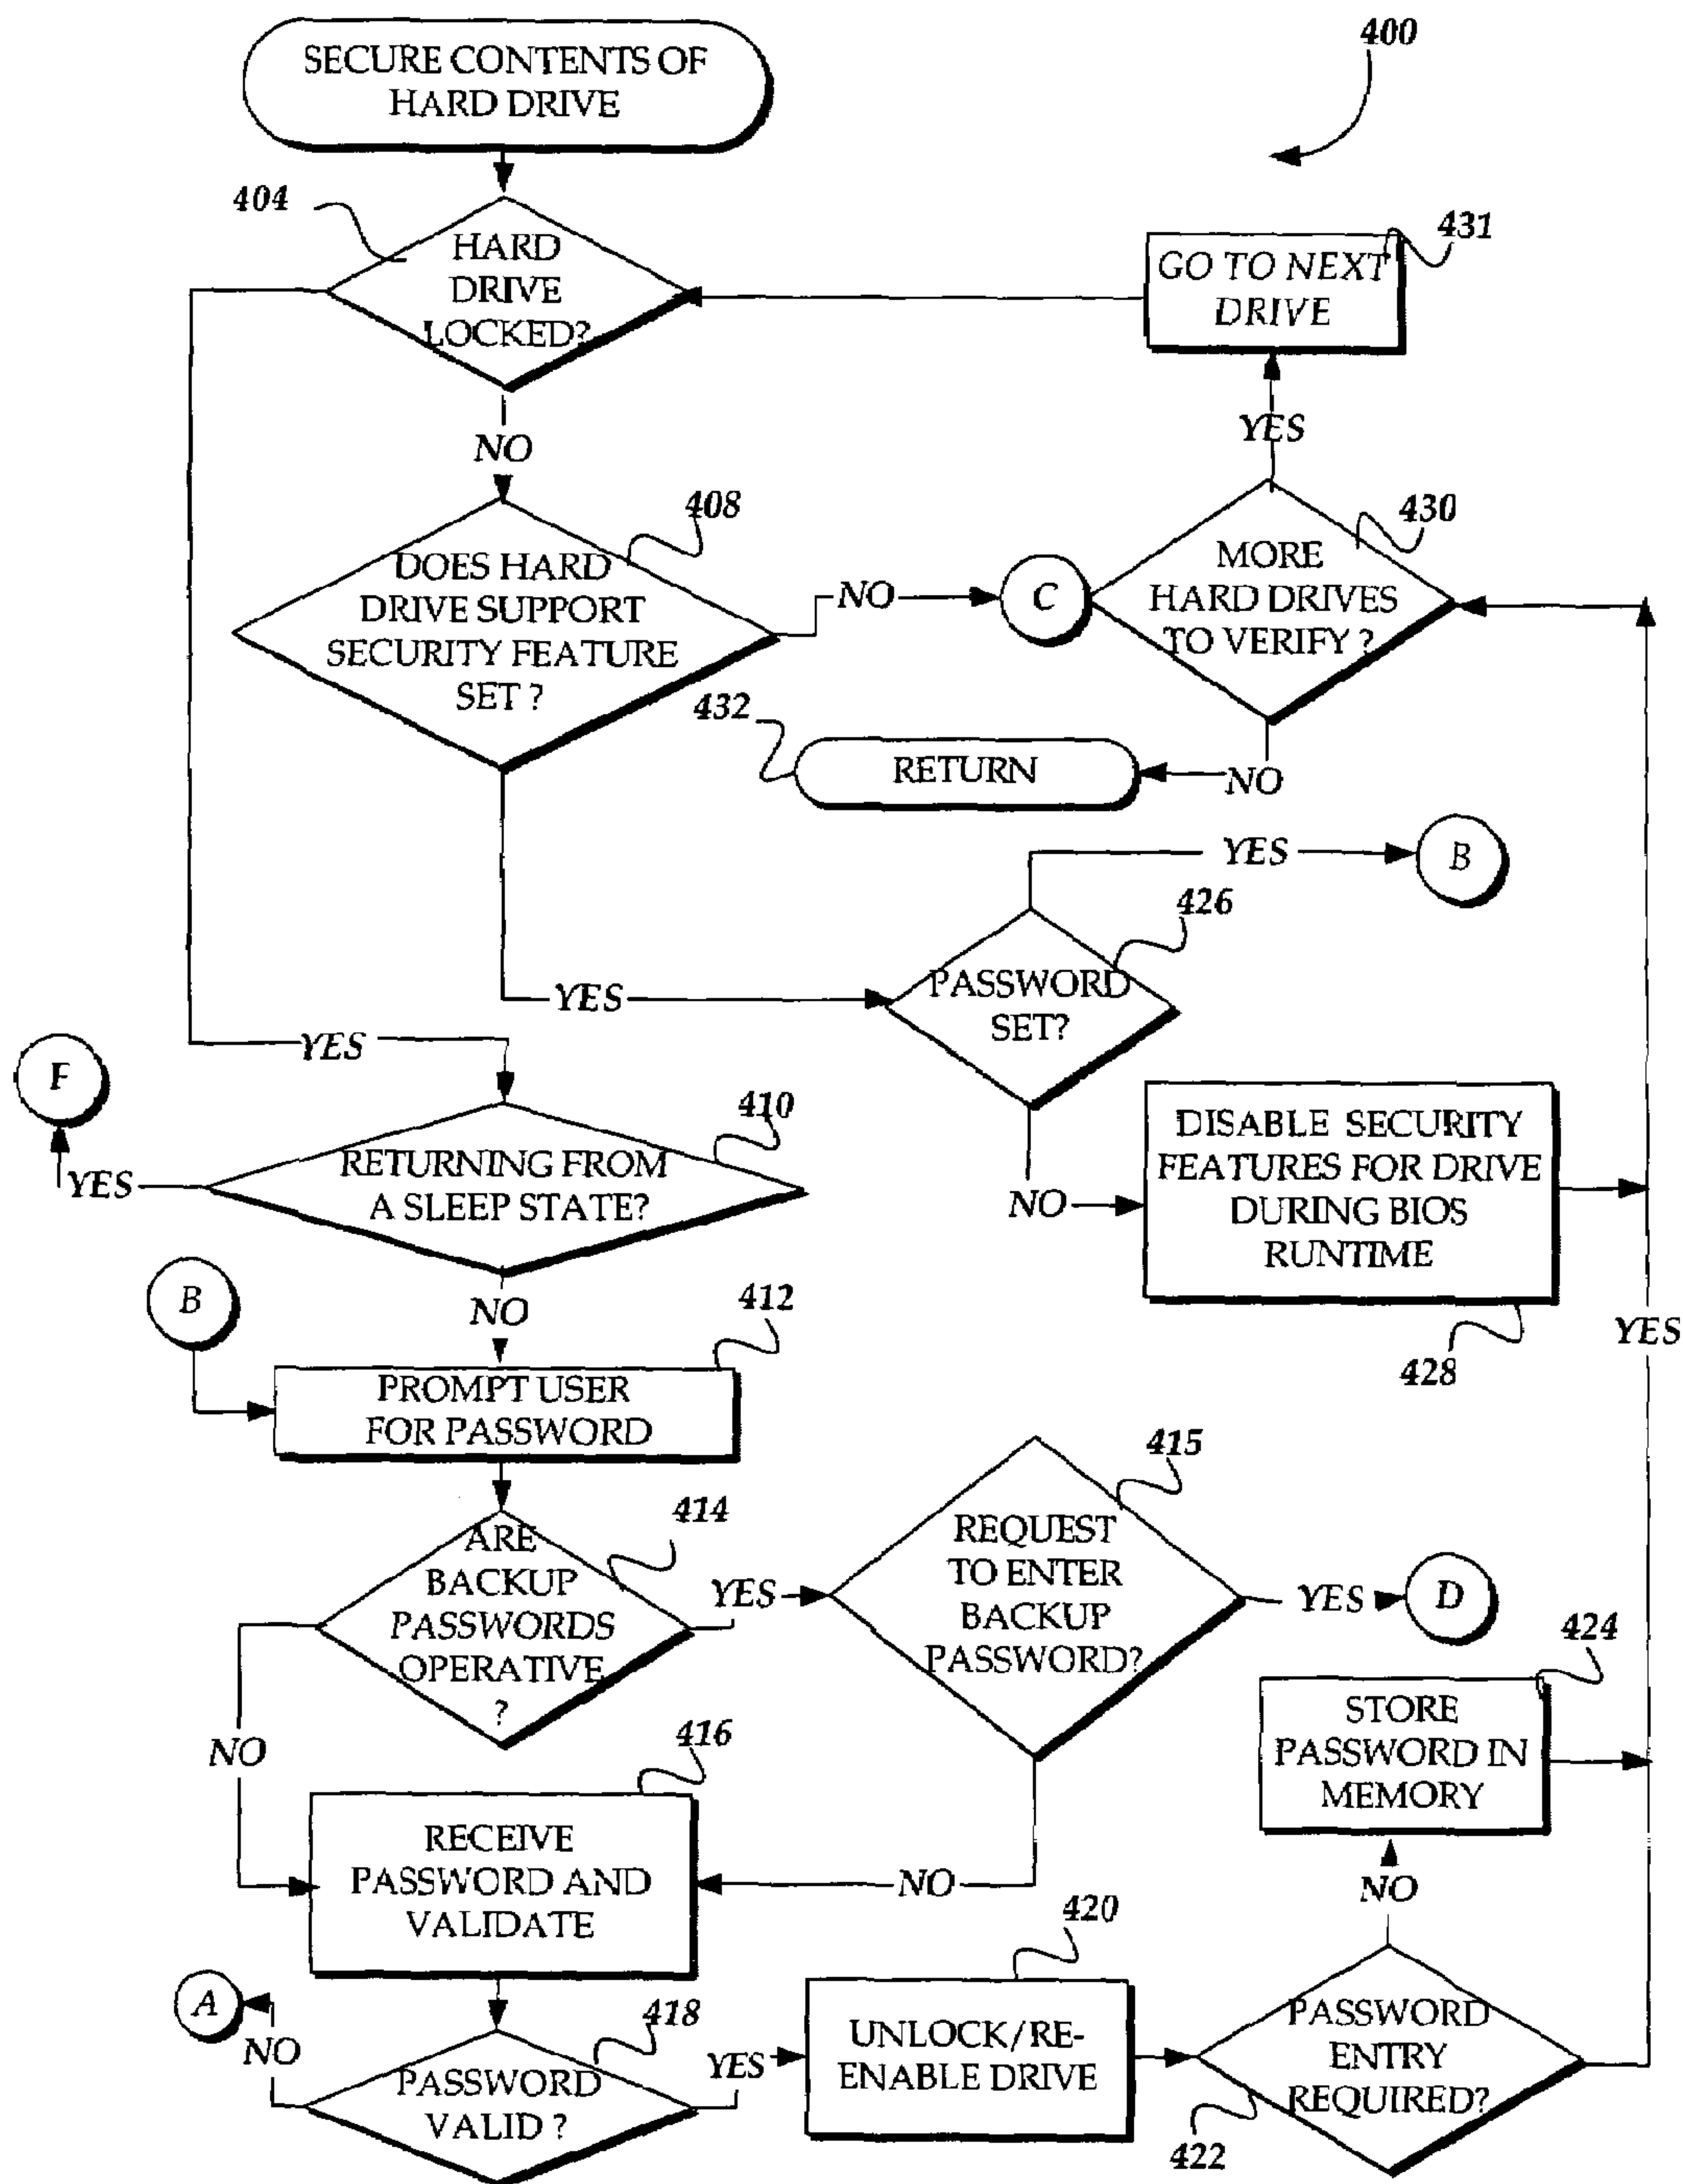 SECURE CONTENTS OF
HARD DRIVE
400
404
HARD
DRIVE
LOCKED?
431
GO TO NEXT
DRIVE
NO
YES
408
DOES HARD
DRIVE SUPPORT
SECURITY FEATURE
SET ?
NO
C
430
MORE
HARD DRIVES
TO VERIFY ?
432
RETURN
NO
YES
B
426
PASSWORD
SET?
YES
YES
F
YES
410
RETURNING FROM
A SLEEP STATE?
NO
DISABLE SECURITY
FEATURES FOR DRIVE
DURING BIOS
RUNTIME
428
YES
B
NO
412
PROMPT USER
FOR PASSWORD
414
ARE
BACKUP
PASSWORDS
OPERATIVE
?
YES
415
REQUEST
TO ENTER
BACKUP
PASSWORD?
YES
D
424
STORE
PASSWORD IN
MEMORY
NO
416
RECEIVE
PASSWORD AND
VALIDATE
NO
NO
420
A
NO
418
PASSWORD
VALID ?
YES
UNLOCK/RE-
ENABLE DRIVE
PASSWORD
ENTRY
REQUIRED?
422